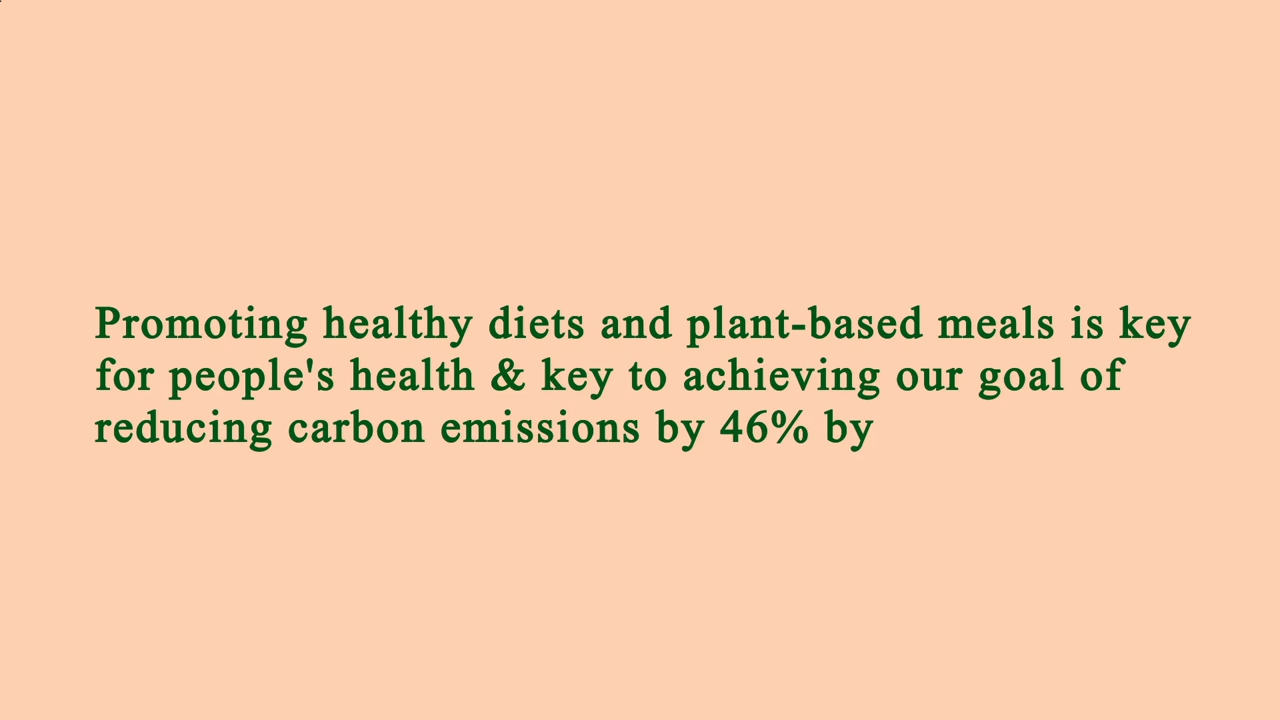 Promoting healthy diets and plant-based meals is key
for people's health & key to achieving our goal of
reducing carbon emissions by 46% by